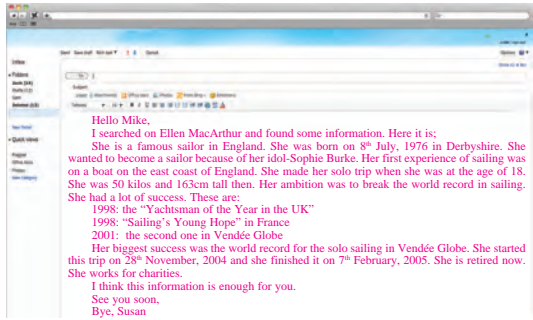 Inbox
Folders
Options
To
Subject
Hello Mike,
I searched on Ellen MacArthur and found some information. Here it is;
She is a famous sailor in England. She was born on 8th July, 1976 in Derbyshire. She
wanted to become a sailor because of her idol-Sophie Burke. Her first experience of sailing was
on a boat on the east coast of England. She made her solo trip when she was at the age of 18.
She was 50 kilos and 163cm tall then. Her ambition was to break the world record in sailing.
She had a lot of success. These are:
1998: the “Yachtsman of the Year in the UK”
1998: “Sailing’s Young Hope” in France
2001: the second one in Vendée Globe
Her biggest success was the world record for the solo sailing in Vendée Globe. She started
this trip on 28th November, 2004 and she finished it on 7th February, 2005. She is retired now.
She works for charities.
I think this information is enough for you.
See you soon,
Bye, Susan